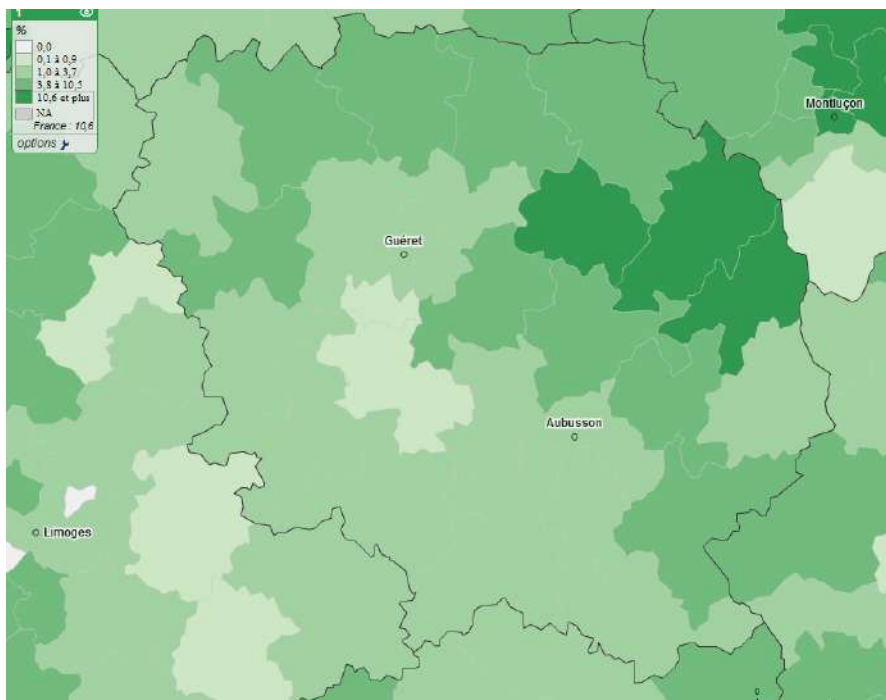 %
0,0
0,1 à 0,9
1,0 à 3,7
3,8 à 10,5
10,6 et plus
NA
France : 10,6
options
Montluçon
Guéret
Aubusson
Limoges